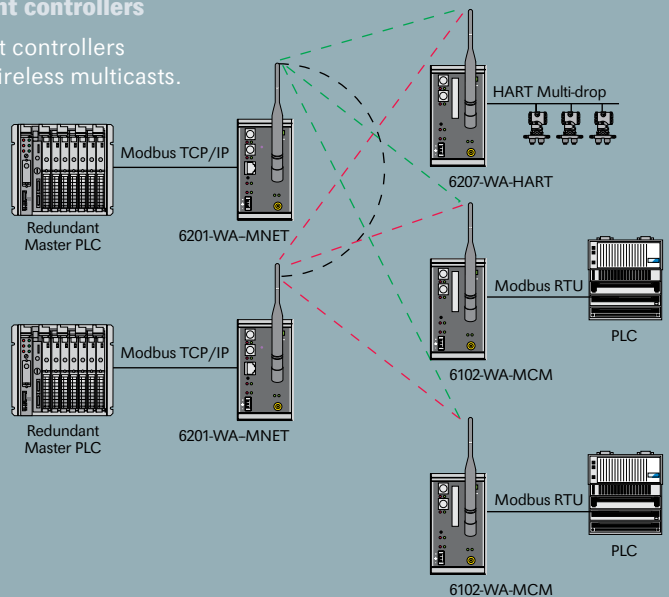 nt controllers
t controllers
ireless multicasts.
HART Multi-drop
Modbus TCP/IP
6207-WA-HART
Redundant
Master PLC
6201-WA–MNET
Modbus RTU
PLC
Modbus TCP/IP
6102-WA-MCM
Redundant
Master PLC
6201-WA–MNET
Modbus RTU
PLC
6102-WA-MCM